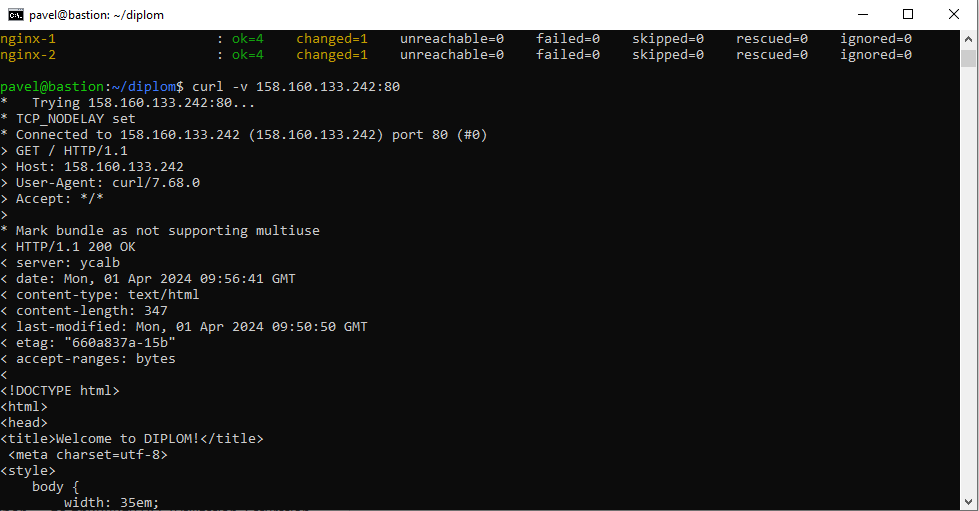 pavel@bastion: ~/diplom
nginx-1                    : ok=4    changed=1    unreachable=0    failed=0    skipped=0    rescued=0    ignored=0
nginx-2                    : ok=4    changed=1    unreachable=0    failed=0    skipped=0    rescued=0    ignored=0
pavel@bastion:~/diplom$ curl -v 158.160.133.242:80
*   Trying 158.160.133.242:80...
* TCP_NODELAY set
* Connected to 158.160.133.242 (158.160.133.242) port 80 (#0)
> GET / HTTP/1.1
> Host: 158.160.133.242
> User-Agent: curl/7.68.0
> Accept: */*
>
* Mark bundle as not supporting multiuse
< HTTP/1.1 200 OK
< server: ycalb
< date: Mon, 01 Apr 2024 09:56:41 GMT
< content-type: text/html
< content-length: 347
< last-modified: Mon, 01 Apr 2024 09:50:50 GMT
< etag: "660a837a-15b"
< accept-ranges: bytes
<
<!DOCTYPE html>
<html>
<head>
<title>Welcome to DIPLOM!</title>
 <meta charset=utf-8>
<style>
    body {
        width: 35em;